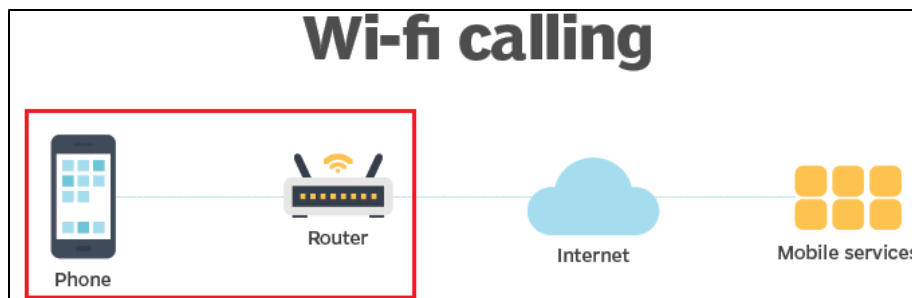 Wi-fi calling
Phone
Router
Internet
Mobile services